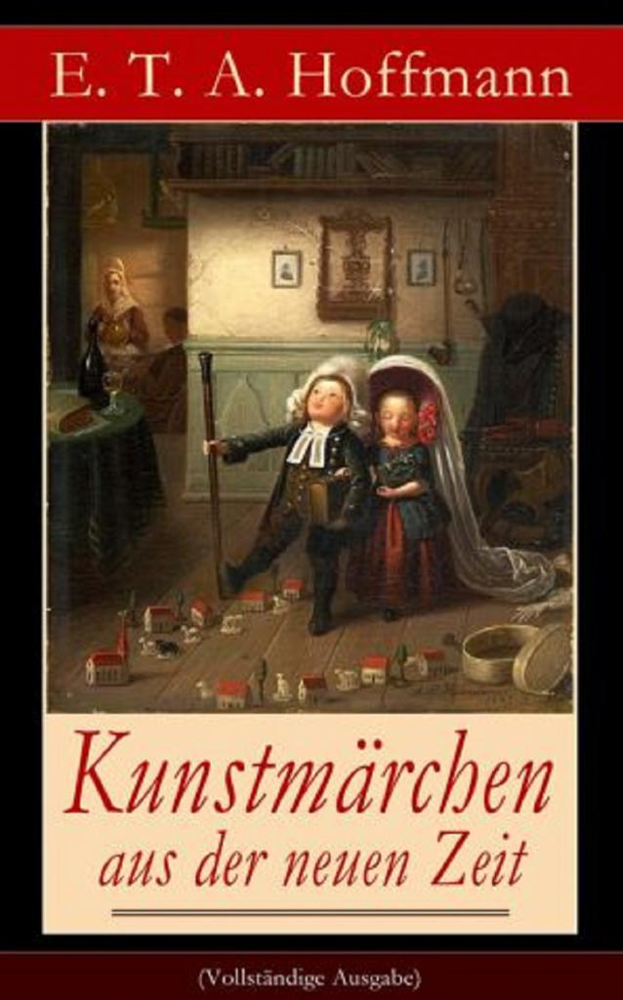 E. T. A. Hoffmann
Kunstmärchen
aus der neuen Zeit
(Vollständige Ausgabe)